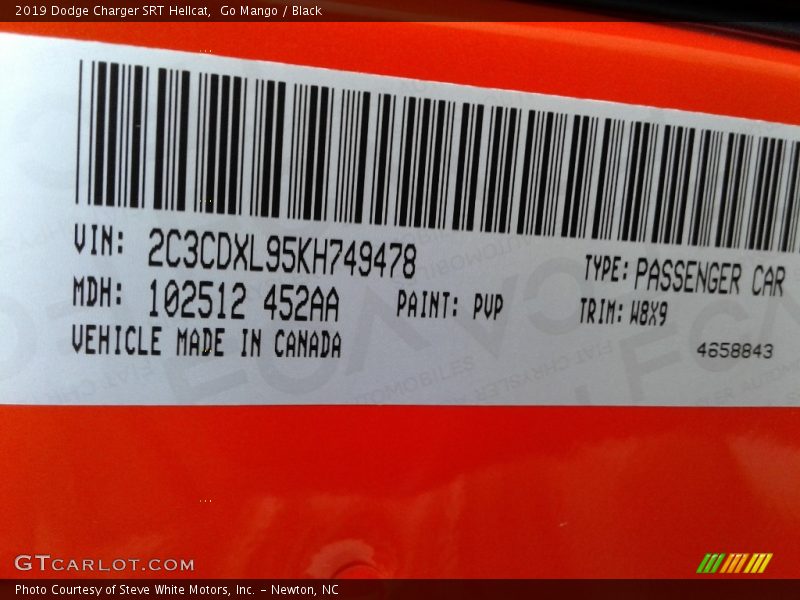 2019 Dodge Charger SRT Hellcat, Go Mango / Black
VIN: 2C3CDXL95KH749478
TYPE: PASSENGER CAR
MDH: 102512 452AA PAINT: PVP TRIM: W8X9
VEHICLE MADE IN CANADA
4658843
GTCARLOT.COM
Photo Courtesy of Steve White Motors, Inc. – Newton, NC